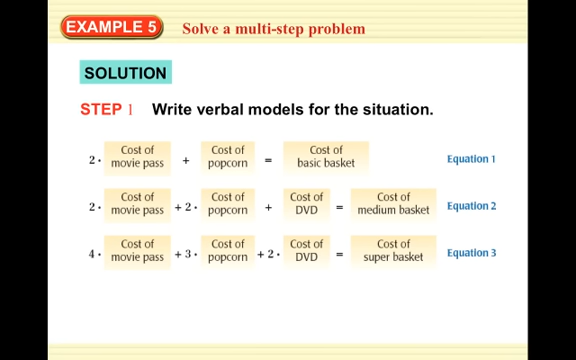 EXAMPLE 5 Solve a multi-step problem
SOLUTION
STEP 1 Write verbal models for the situation.
2 · Cost of movie pass + Cost of popcorn = Cost of basic basket Equation 1
2 · Cost of movie pass + 2 · Cost of popcorn + Cost of DVD = Cost of medium basket Equation 2
4 · Cost of movie pass + 3 · Cost of popcorn + 2 · Cost of DVD = Cost of super basket Equation 3